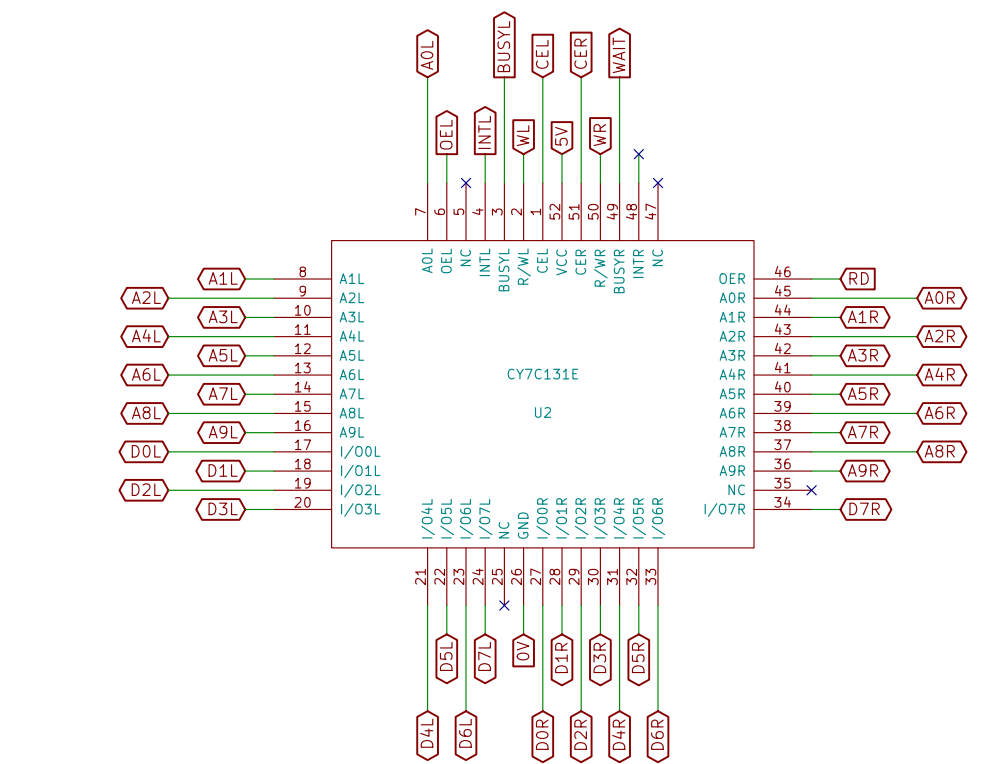 A0L
OEL
INTL
BUSYL
WL
CEL
5V
CER
WR
WAIT
7
6
5
4
3
2
1
52
51
50
49
48
47
A0L
OEL
NC
INTL
BUSYL
R/WL
CEL
VCC
CER
R/WR
BUSYR
INTR
NC
A1L 8 A1L
A2L 9 A2L
A3L 10 A3L
A4L 11 A4L
A5L 12 A5L
A6L 13 A6L
A7L 14 A7L
A8L 15 A8L
A9L 16 A9L
D0L 17 I/O0L
D1L 18 I/O1L
D2L 19 I/O2L
D3L 20 I/O3L
CY7C131E
U2
OER 46 RD
A0R 45 A0R
A1R 44 A1R
A2R 43 A2R
A3R 42 A3R
A4R 41 A4R
A5R 40 A5R
A6R 39 A6R
A7R 38 A7R
A8R 37 A8R
A9R 36 A9R
NC 35
I/O7R 34 D7R
I/O4L
I/O5L
I/O6L
I/O7L
NC
GND
I/O0R
I/O1R
I/O2R
I/O3R
I/O4R
I/O5R
I/O6R
21
22
23
24
25
26
27
28
29
30
31
32
33
D4L
D5L
D6L
D7L
0V
D0R
D1R
D2R
D3R
D4R
D5R
D6R